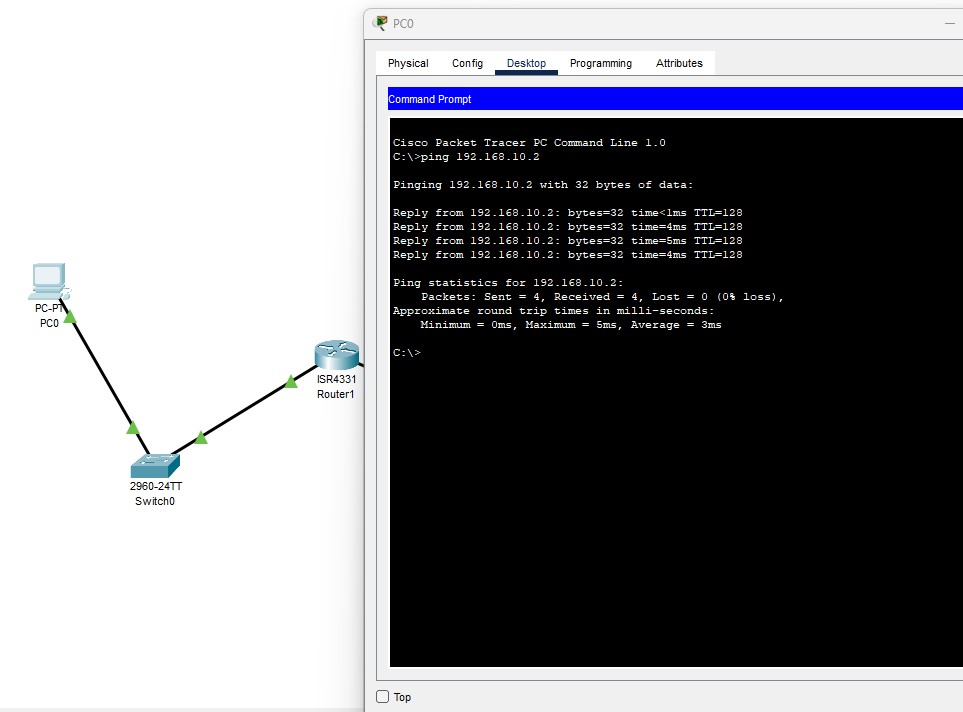 PC0
Physical Config Desktop Programming Attributes
Command Prompt
Cisco Packet Tracer PC Command Line 1.0
C:\>ping 192.168.10.2
Pinging 192.168.10.2 with 32 bytes of data:
Reply from 192.168.10.2: bytes=32 time<1ms TTL=128
Reply from 192.168.10.2: bytes=32 time=4ms TTL=128
Reply from 192.168.10.2: bytes=32 time=5ms TTL=128
Reply from 192.168.10.2: bytes=32 time=4ms TTL=128
Ping statistics for 192.168.10.2:
Packets: Sent = 4, Received = 4, Lost = 0 (0% loss),
Approximate round trip times in milli-seconds:
Minimum = 0ms, Maximum = 5ms, Average = 3ms
C:\>
Top
PC-PT
PC0
ISR4331
Router1
2960-24TT
Switch0